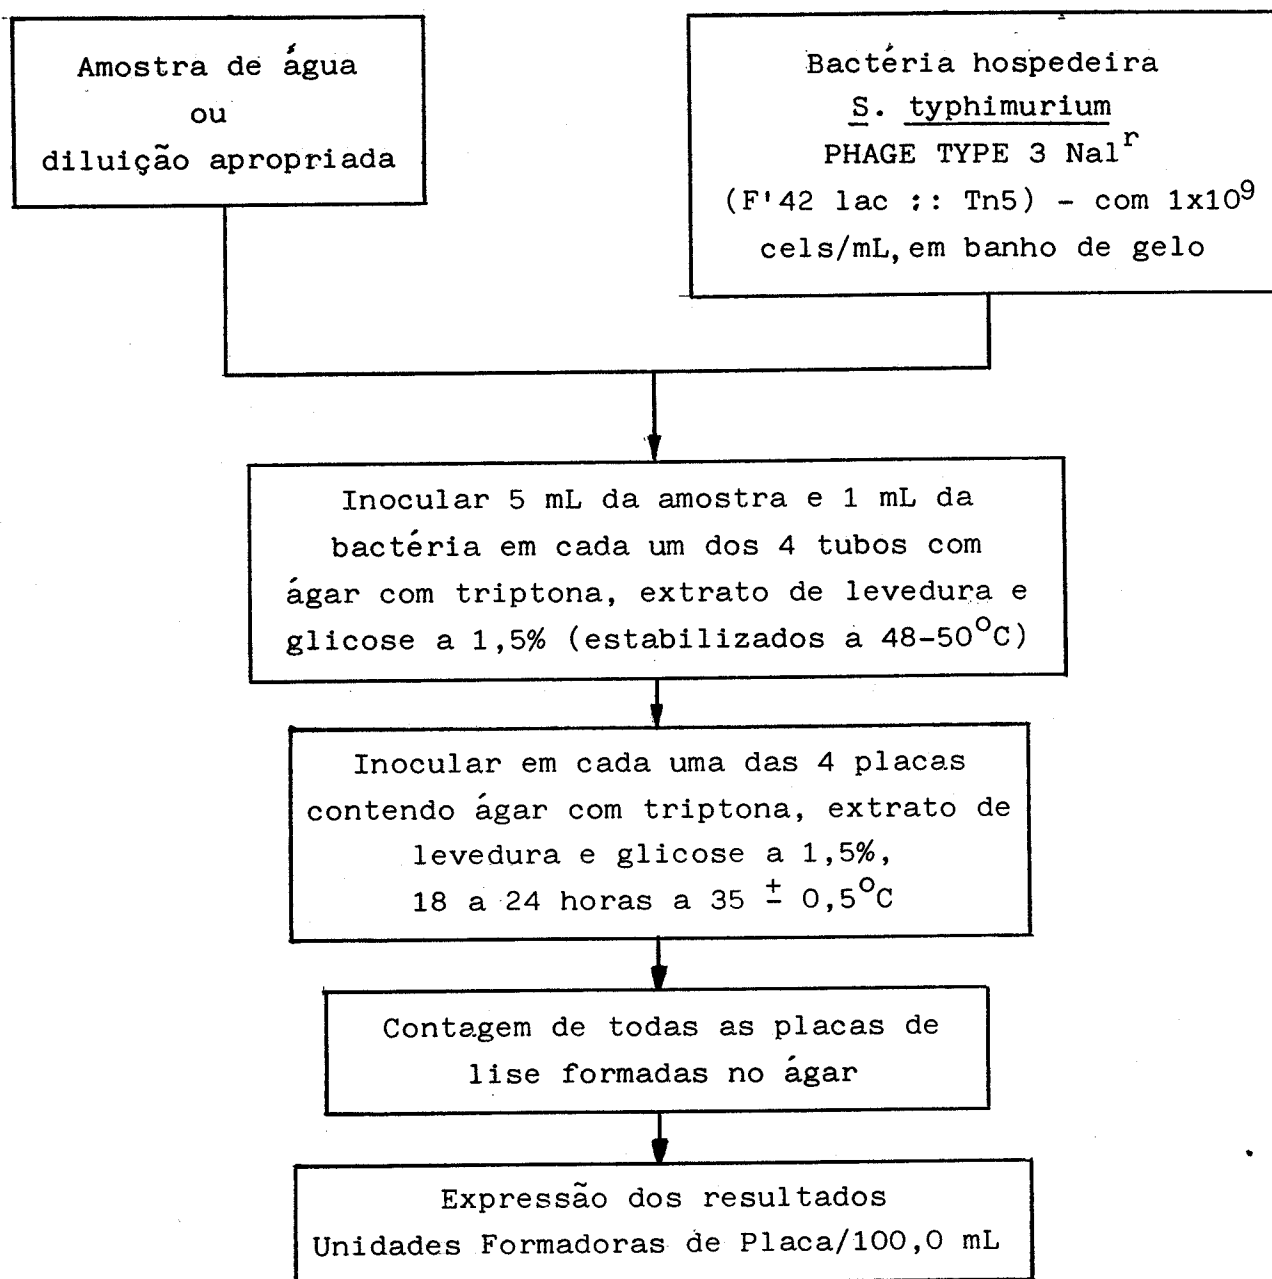 Amostra de água
ou
diluição apropriada
Bactéria hospedeira
S. typhimurium
PHAGE TYPE 3 Nalʳ
(F'42 lac :: Tn5) - com 1x10⁹
cels/mL, em banho de gelo
Inocular 5 mL da amostra e 1 mL da
bactéria em cada um dos 4 tubos com
ágar com triptona, extrato de levedura e
glicose a 1,5% (estabilizados a 48-50°C)
Inocular em cada uma das 4 placas
contendo ágar com triptona, extrato de
levedura e glicose a 1,5%,
18 a 24 horas a 35 ± 0,5°C
Contagem de todas as placas de
lise formadas no ágar
Expressão dos resultados
Unidades Formadoras de Placa/100,0 mL